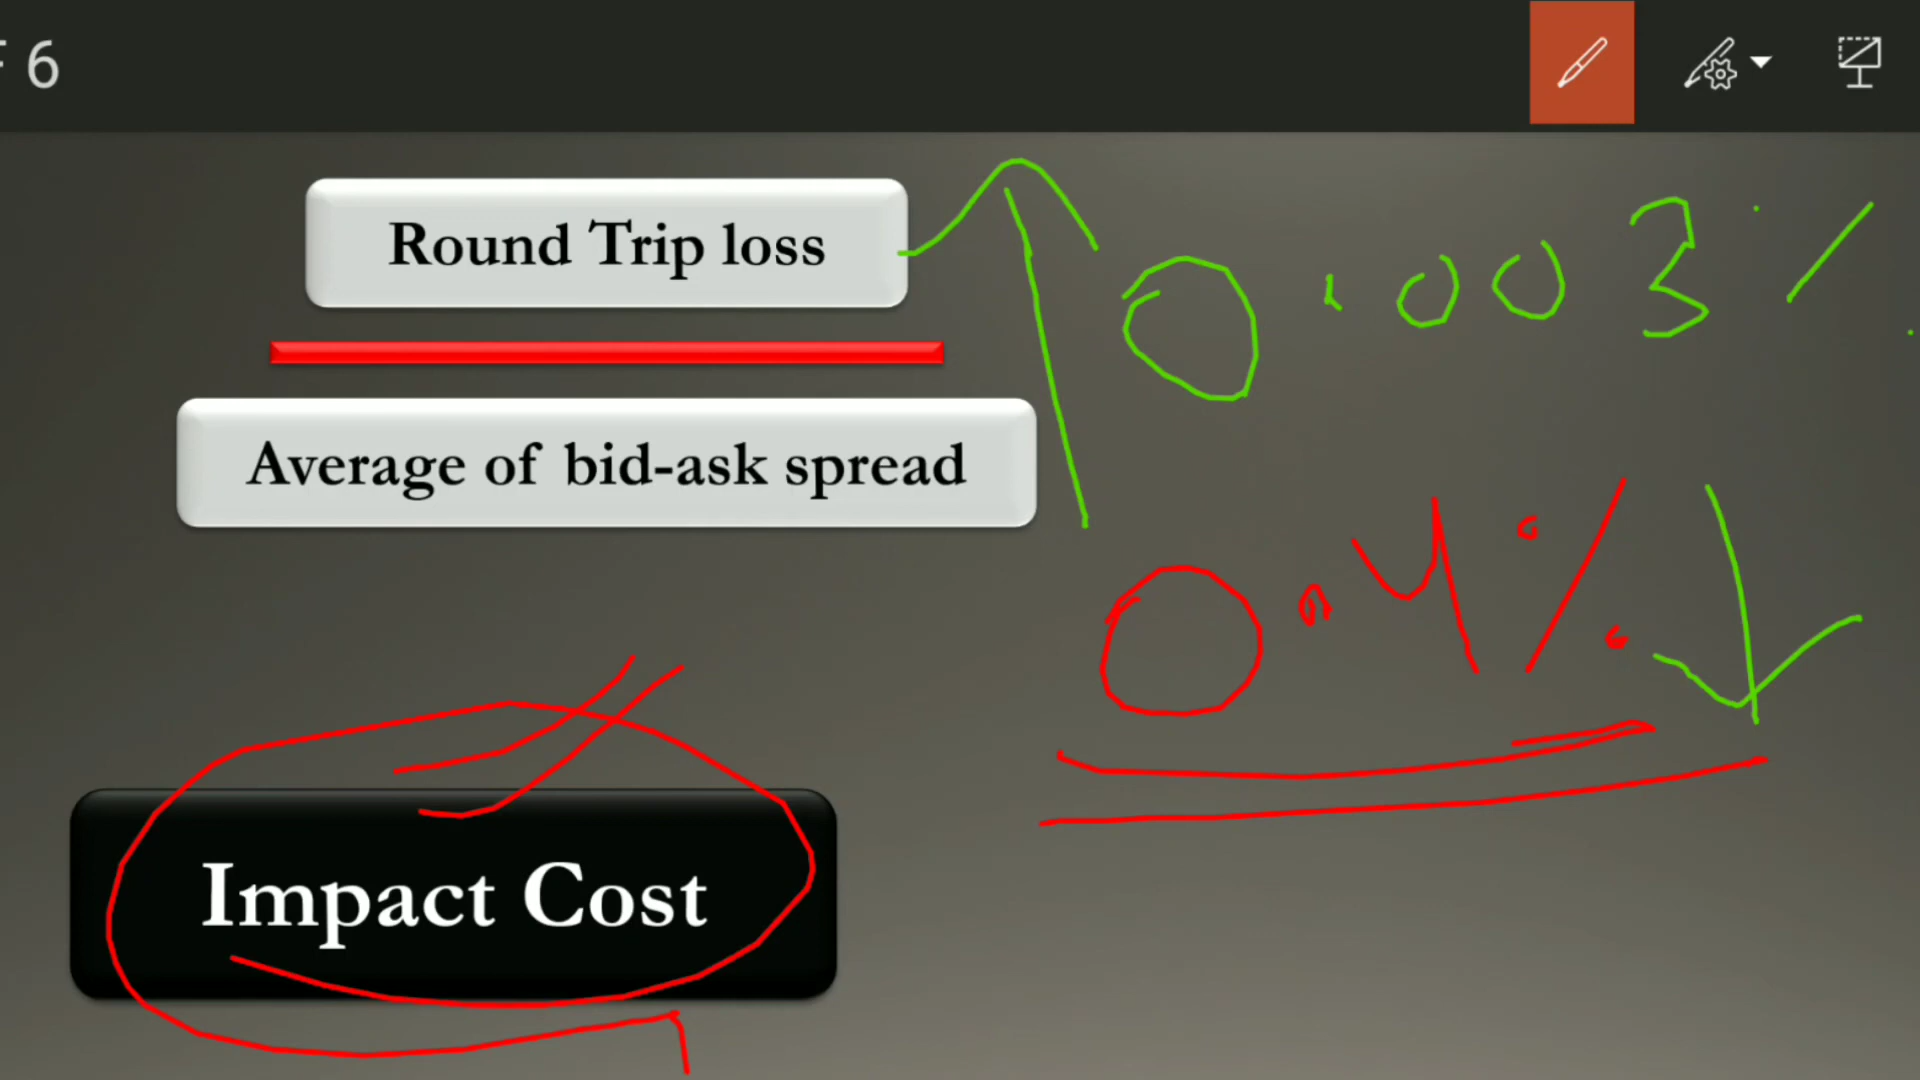 6
Round Trip loss
0.003%
Average of bid-ask spread
0.4%
Impact Cost